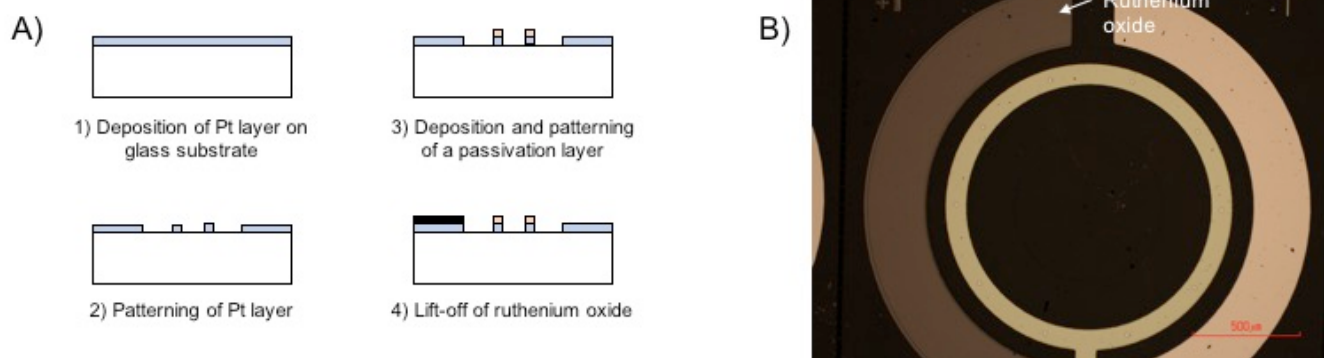 A)
1) Deposition of Pt layer on
glass substrate
2) Patterning of Pt layer
3) Deposition and patterning
of a passivation layer
4) Lift-off of ruthenium oxide
B)
Ruthenium
oxide
500µm